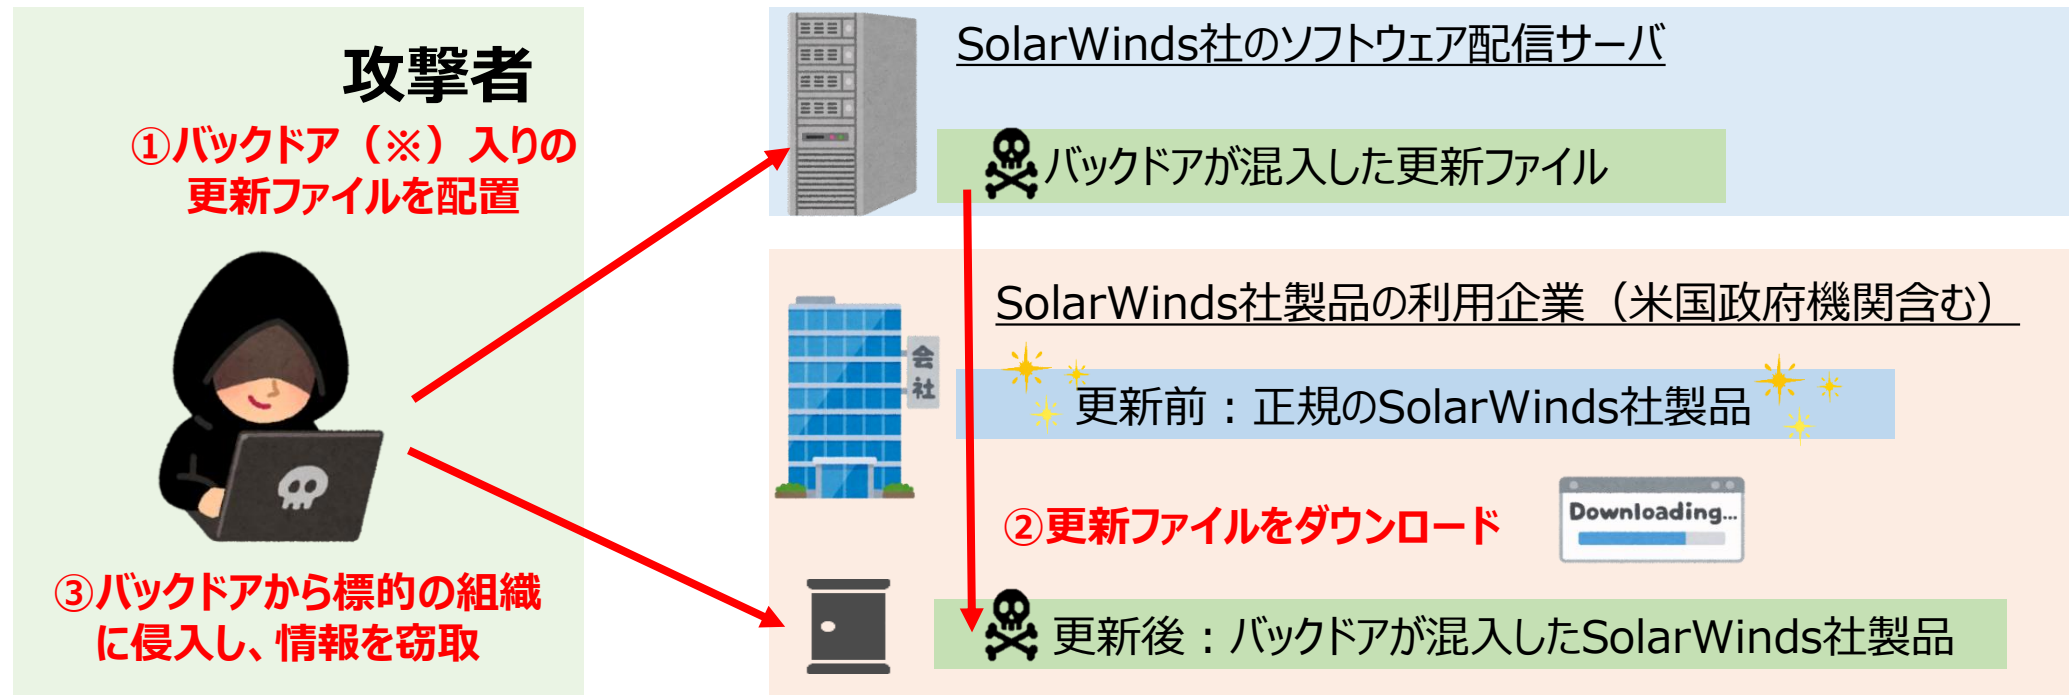 攻撃者
①バックドア（※）入りの
更新ファイルを配置
③バックドアから標的の組織
に侵入し、情報を窃取
SolarWinds社のソフトウェア配信サーバ
バックドアが混入した更新ファイル
SolarWinds社製品の利用企業（米国政府機関含む）
会社
更新前：正規のSolarWinds社製品
②更新ファイルをダウンロード
Downloading...
更新後：バックドアが混入したSolarWinds社製品